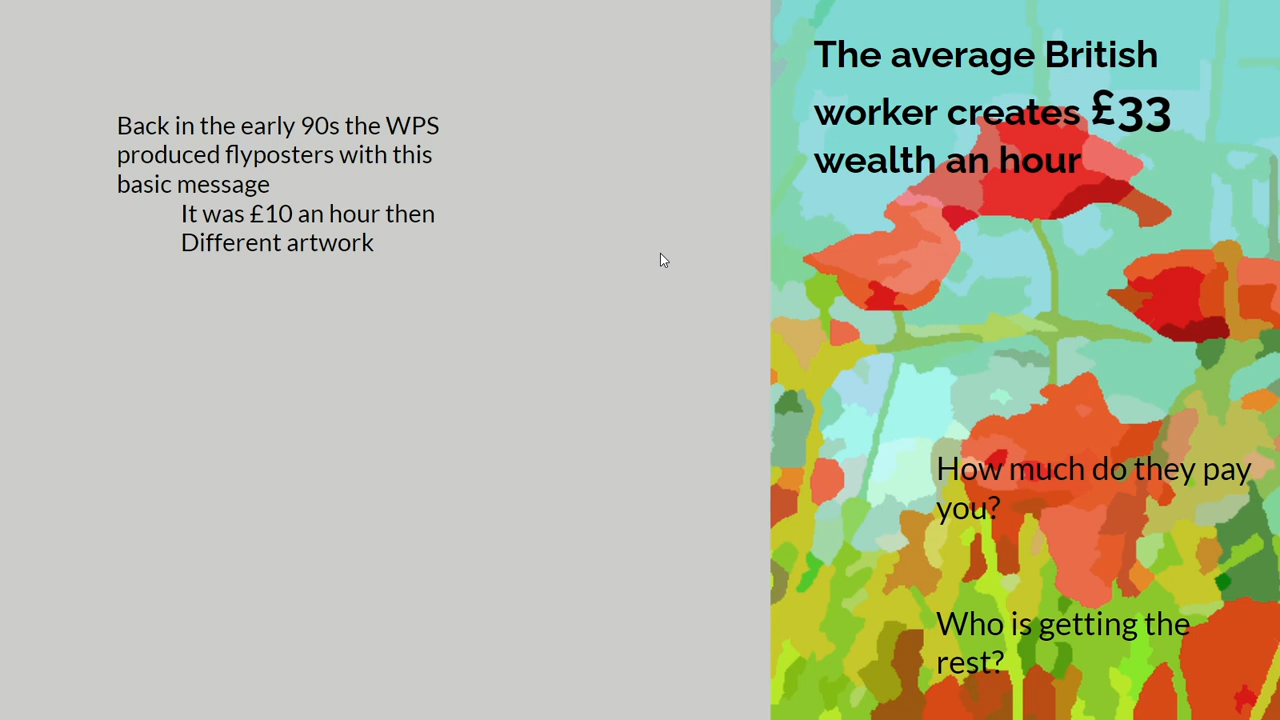 Back in the early 90s the WPS
produced flyposters with this
basic message
It was £10 an hour then
Different artwork
The average British
worker creates £33
wealth an hour
How much do they pay
you?
Who is getting the
rest?